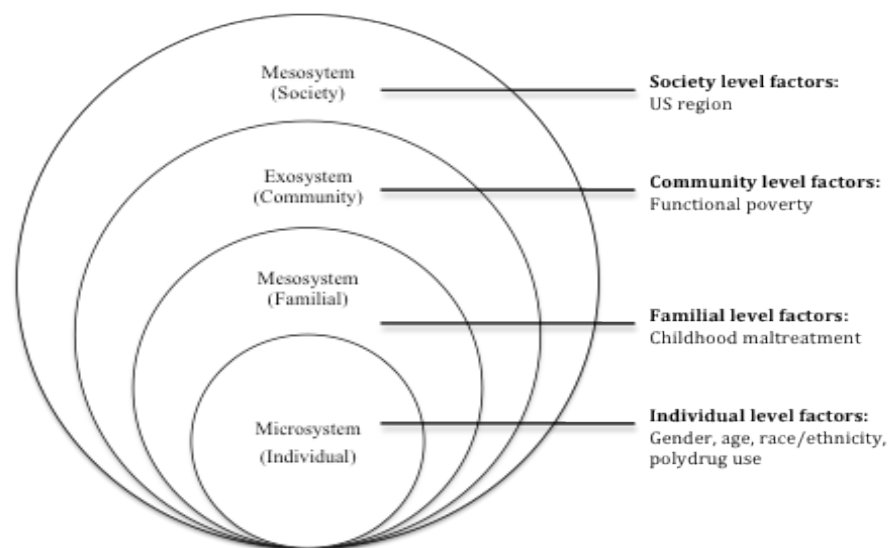 Mesosytem
(Society)
Society level factors:
US region
Exosystem
(Community)
Community level factors:
Functional poverty
Mesosystem
(Familial)
Familial level factors:
Childhood maltreatment
Microsystem
(Individual)
Individual level factors:
Gender, age, race/ethnicity,
polydrug use